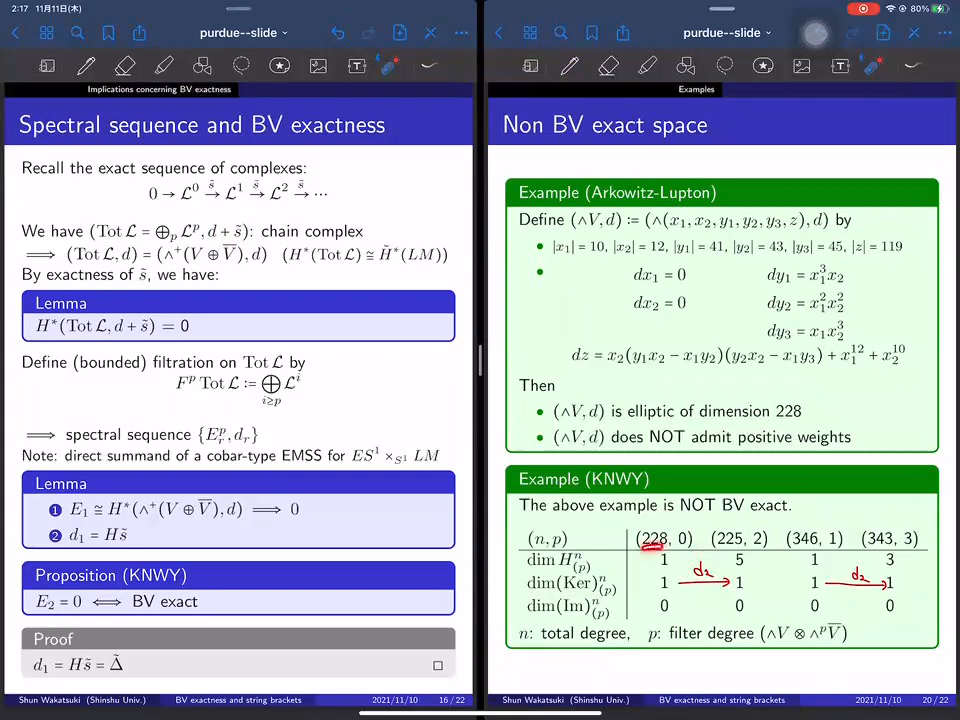 2:17 11月11日(木)
80%
purdue--slide
Implications concerning BV exactness
Spectral sequence and BV exactness
Recall the exact sequence of complexes:
0 → 𝓛⁰ →^{s̃} 𝓛¹ →^{s̃} 𝓛² →^{s̃} ⋯
We have (Tot 𝓛 = ⊕_p 𝓛^p, d + s̃): chain complex
⟹ (Tot 𝓛, d) = (∧⁺(V ⊕ V̅), d) (H*(Tot 𝓛) ≅ H̃*(LM))
By exactness of s̃, we have:
Lemma
H*(Tot 𝓛, d + s̃) = 0
Define (bounded) filtration on Tot 𝓛 by
F^p Tot 𝓛 := ⊕_{i≥p} 𝓛^i
⟹ spectral sequence {E_r^p, d_r}
Note: direct summand of a cobar-type EMSS for ES¹ ×_{S¹} LM
Lemma
1 E₁ ≅ H*(∧⁺(V ⊕ V̅), d) ⟹ 0
2 d₁ = Hs̃
Proposition (KNWY)
E₂ = 0 ⟺ BV exact
Proof
d₁ = Hs̃ = Δ̃ □
Shun Wakatsuki (Shinshu Univ.) BV exactness and string brackets 2021/11/10 16 / 22
purdue--slide
Examples
Non BV exact space
Example (Arkowitz-Lupton)
Define (∧V, d) := (∧(x₁, x₂, y₁, y₂, y₃, z), d) by
• |x₁| = 10, |x₂| = 12, |y₁| = 41, |y₂| = 43, |y₃| = 45, |z| = 119
• dx₁ = 0 dy₁ = x₁³x₂
dx₂ = 0 dy₂ = x₁²x₂²
dy₃ = x₁x₂³
dz = x₂(y₁x₂ − x₁y₂)(y₂x₂ − x₁y₃) + x₁¹² + x₂¹⁰
Then
• (∧V, d) is elliptic of dimension 228
• (∧V, d) does NOT admit positive weights
Example (KNWY)
The above example is NOT BV exact.
(n, p) (228, 0) (225, 2) (346, 1) (343, 3)
dim H^n_{(p)} 1 5 1 3
d₂ d₂
dim(Ker)^n_{(p)} 1 → 1 1 → 1
dim(Im)^n_{(p)} 0 0 0 0
n: total degree, p: filter degree (∧V ⊗ ∧^p V̅)
Shun Wakatsuki (Shinshu Univ.) BV exactness and string brackets 2021/11/10 20 / 22